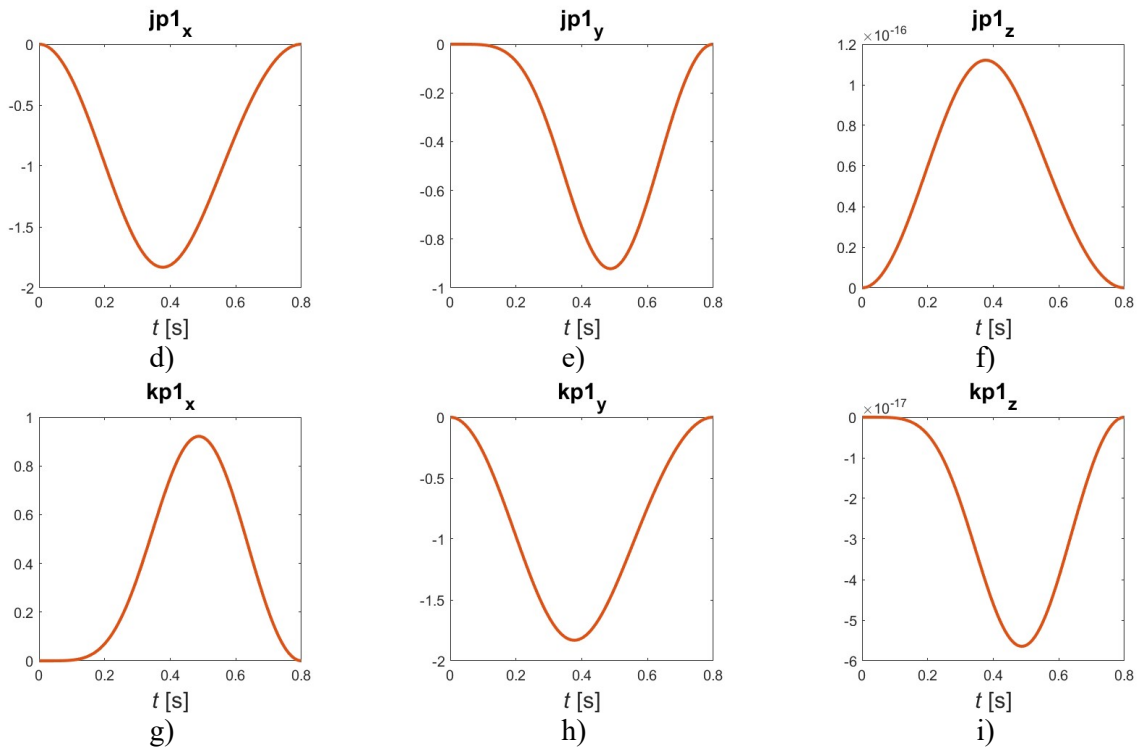 jp1x jp1y jp1z
×10-16
0 0 1.2
-0.5 -0.2 1
-0.4 0.8
-1 0.6
-0.6
-1.5 0.4
-0.8 0.2
-2 -1 0
0 0.2 0.4 0.6 0.8 0 0.2 0.4 0.6 0.8 0 0.2 0.4 0.6 0.8
t [s] t [s] t [s]
d) e) f)
kp1x kp1y kp1z
×10-17
1 0 0
0.8 -0.5 -1
0.6 -2
-1 -3
0.4
-1.5 -4
0.2 -5
0 -2 -6
0 0.2 0.4 0.6 0.8 0 0.2 0.4 0.6 0.8 0 0.2 0.4 0.6 0.8
t [s] t [s] t [s]
g) h) i)